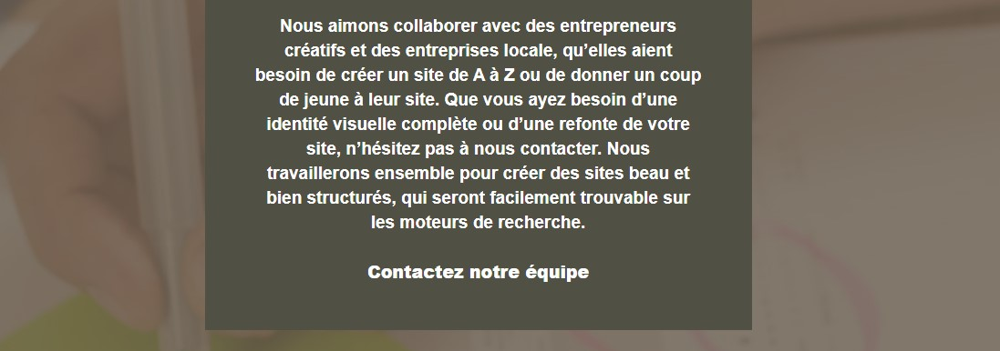 Nous aimons collaborer avec des entrepreneurs
créatifs et des entreprises locale, qu’elles aient
besoin de créer un site de A à Z ou de donner un coup
de jeune à leur site. Que vous ayez besoin d’une
identité visuelle complète ou d’une refonte de votre
site, n’hésitez pas à nous contacter. Nous
travaillerons ensemble pour créer des sites beau et
bien structurés, qui seront facilement trouvable sur
les moteurs de recherche.
Contactez notre équipe